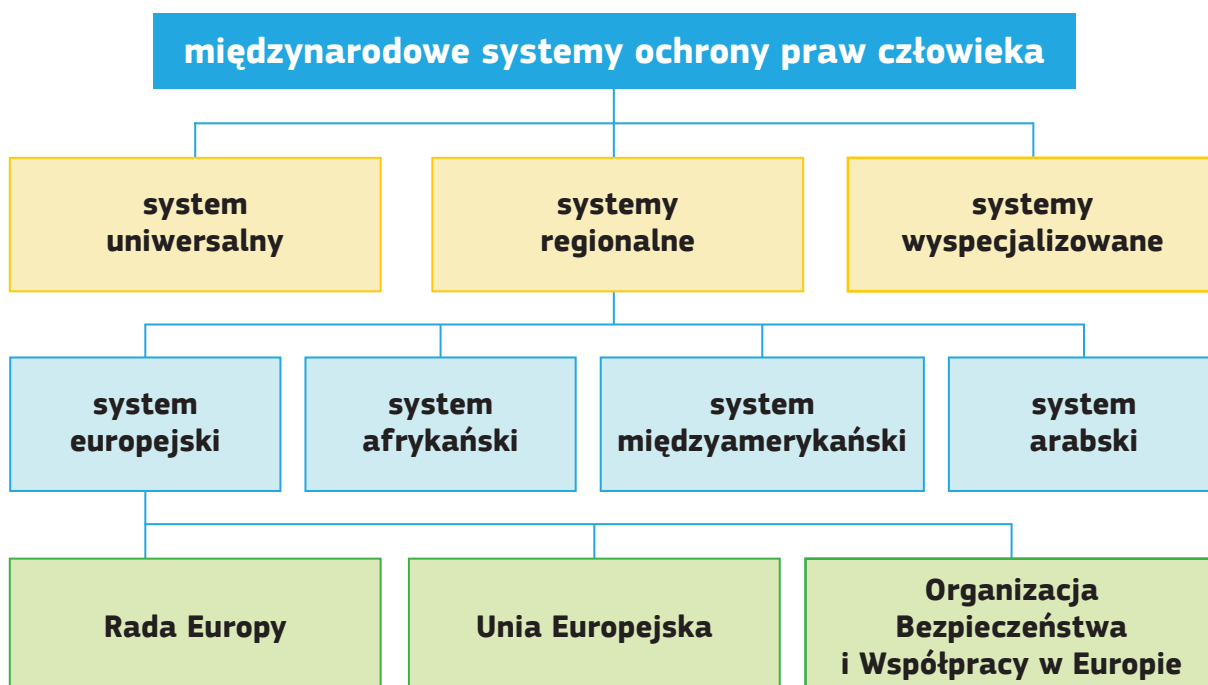 międzynarodowe systemy ochrony praw człowieka
system
uniwersalny
systemy
regionalne
systemy
wyspecjalizowane
system
europejski
system
afrykański
system
międzyamerykański
system
arabski
Rada Europy
Unia Europejska
Organizacja
Bezpieczeństwa
i Współpracy w Europie